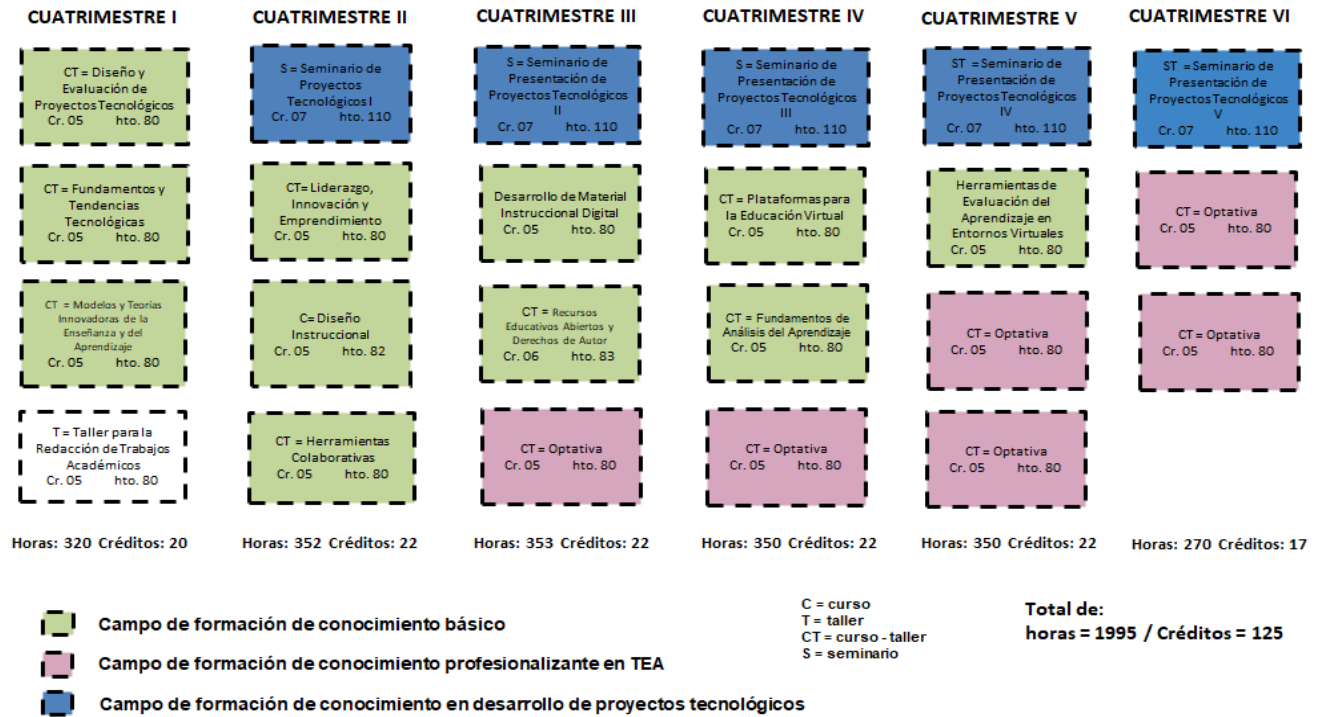 CUATRIMESTRE I
CT = Diseño y
Evaluación de
Proyectos Tecnológicos
Cr. 05 hto. 80
CT = Fundamentos y
Tendencias
Tecnológicas
Cr. 05 hto. 80
CT = Modelos y Teorías
Innovadoras de la
Enseñanza y del
Aprendizaje
Cr. 05 hto. 80
T = Taller para la
Redacción de Trabajos
Académicos
Cr. 05 hto. 80
Horas: 320 Créditos: 20
CUATRIMESTRE II
S = Seminario de
Proyectos
Tecnológicos I
Cr. 07 hto. 110
CT= Liderazgo,
Innovación y
Emprendimiento
Cr. 05 hto. 80
C= Diseño
Instruccional
Cr. 05 hto. 82
CT = Herramientas
Colaborativas
Cr. 05 hto. 80
Horas: 352 Créditos: 22
CUATRIMESTRE III
S = Seminario de
Presentación de
Proyectos Tecnológicos
II
Cr. 07 hto. 110
Desarrollo de Material
Instruccional Digital
Cr. 05 hto. 80
CT = Recursos
Educativos Abiertos y
Derechos de Autor
Cr. 06 hto. 83
CT = Optativa
Cr. 05 hto. 80
Horas: 353 Créditos: 22
CUATRIMESTRE IV
S = Seminario de
Presentación de
Proyectos Tecnológicos
III
Cr. 07 hto. 110
CT = Plataformas para
la Educación Virtual
Cr. 05 hto. 80
CT = Fundamentos de
Análisis del Aprendizaje
Cr. 05 hto. 80
CT = Optativa
Cr. 05 hto. 80
Horas: 350 Créditos: 22
CUATRIMESTRE V
ST = Seminario de
Presentación de
Proyectos Tecnológicos
IV
Cr. 07 hto. 110
Herramientas de
Evaluación del
Aprendizaje en
Entornos Virtuales
Cr. 05 hto. 80
CT = Optativa
Cr. 05 hto. 80
CT = Optativa
Cr. 05 hto. 80
Horas: 350 Créditos: 22
CUATRIMESTRE VI
ST = Seminario de
Presentación de
Proyectos Tecnológicos
V
Cr. 07 hto. 110
CT = Optativa
Cr. 05 hto. 80
CT = Optativa
Cr. 05 hto. 80
Horas: 270 Créditos: 17
Campo de formación de conocimiento básico
Campo de formación de conocimiento profesionalizante en TEA
Campo de formación de conocimiento en desarrollo de proyectos tecnológicos
C = curso
T = taller
CT = curso - taller
S = seminario
Total de:
horas = 1995 / Créditos = 125